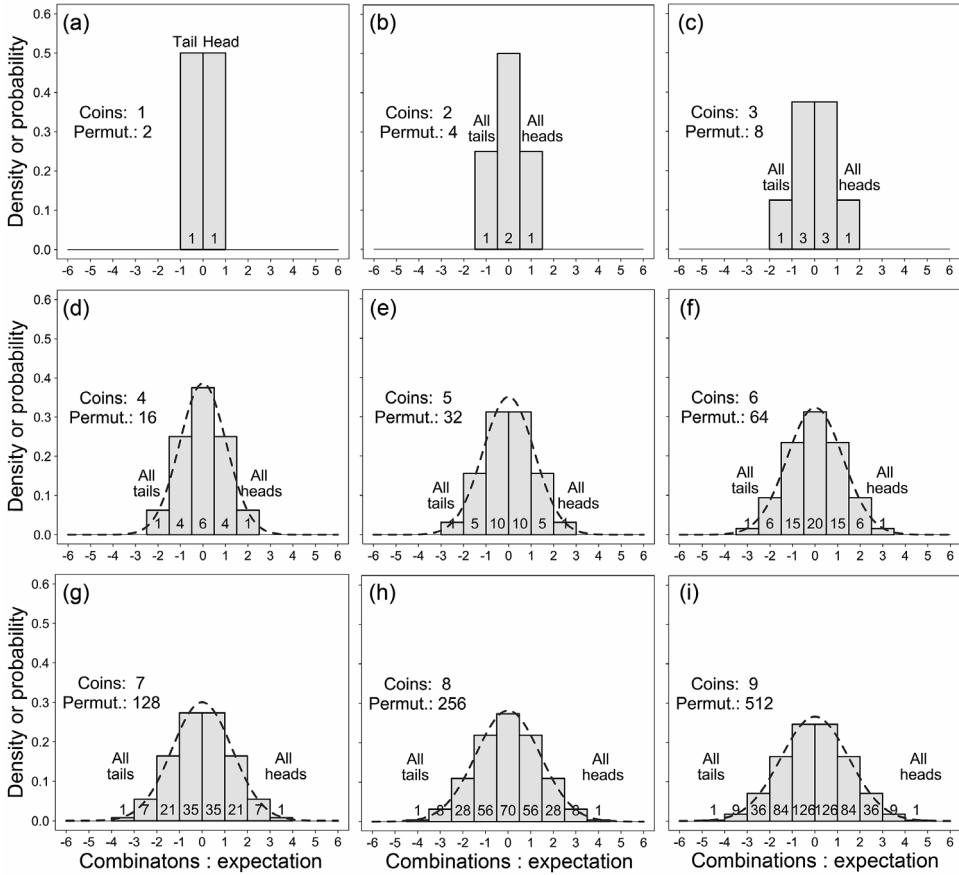 (a)
Density or probability
0.6
0.5
0.4
0.3
0.2
0.1
0.0
Tail Head
Coins: 1
Permut.: 2
1 1
-6 -5 -4 -3 -2 -1 0 1 2 3 4 5 6
(b)
Coins: 2
Permut.: 4
All
tails
All
heads
1 2 1
-6 -5 -4 -3 -2 -1 0 1 2 3 4 5 6
(c)
Coins: 3
Permut.: 8
All
tails
All
heads
1 3 3 1
-6 -5 -4 -3 -2 -1 0 1 2 3 4 5 6
(d)
Density or probability
0.6
0.5
0.4
0.3
0.2
0.1
0.0
Coins: 4
Permut.: 16
All
tails
All
heads
1 4 6 4 1
-6 -5 -4 -3 -2 -1 0 1 2 3 4 5 6
(e)
Coins: 5
Permut.: 32
All
tails
All
heads
1 5 10 10 5 1
-6 -5 -4 -3 -2 -1 0 1 2 3 4 5 6
(f)
Coins: 6
Permut.: 64
All
tails
All
heads
1 6 15 20 15 6 1
-6 -5 -4 -3 -2 -1 0 1 2 3 4 5 6
(g)
Density or probability
0.6
0.5
0.4
0.3
0.2
0.1
0.0
Coins: 7
Permut.: 128
All
tails
All
heads
1 7 21 35 35 21 7 1
-6 -5 -4 -3 -2 -1 0 1 2 3 4 5 6
Combinatons : expectation
(h)
Coins: 8
Permut.: 256
All
tails
All
heads
1 8 28 56 70 56 28 8 1
-6 -5 -4 -3 -2 -1 0 1 2 3 4 5 6
Combinatons : expectation
(i)
Coins: 9
Permut.: 512
All
tails
All
heads
1 9 36 84 126 126 84 36 9 1
-6 -5 -4 -3 -2 -1 0 1 2 3 4 5 6
Combinatons : expectation